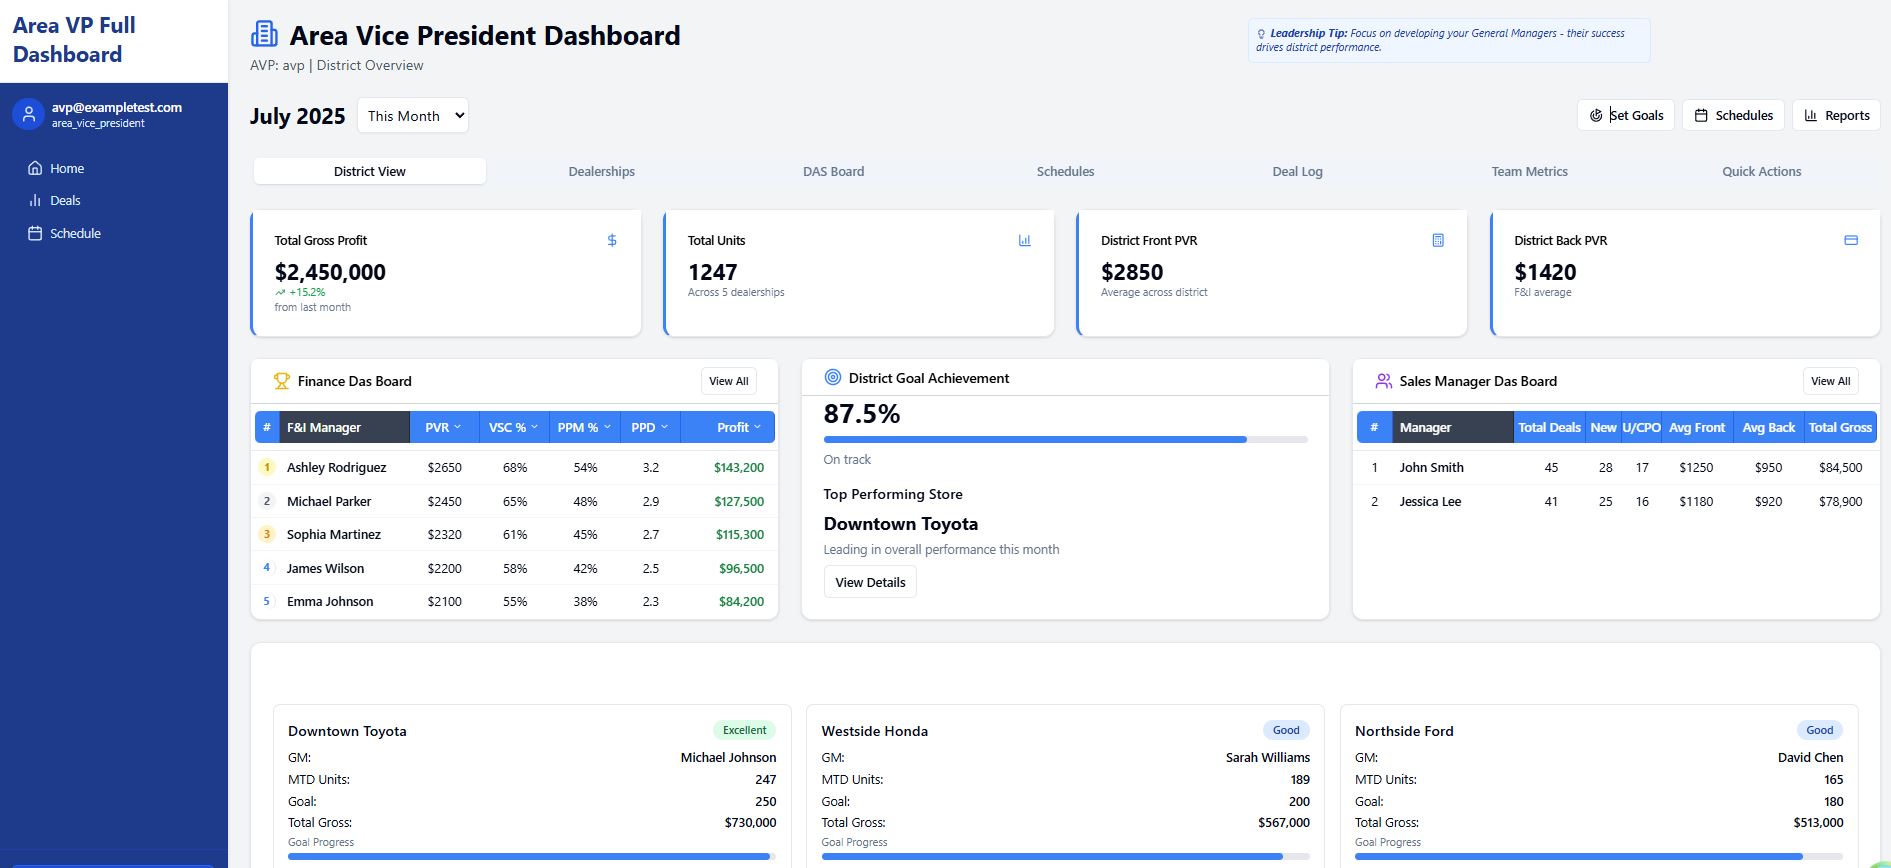 Area VP Full
Dashboard
avp@exampletest.com
area_vice_president
Home
Deals
Schedule
Area Vice President Dashboard
AVP: avp | District Overview
Leadership Tip: Focus on developing your General Managers - their success
drives district performance.
July 2025 This Month
Set Goals Schedules Reports
District View Dealerships DAS Board Schedules Deal Log Team Metrics Quick Actions
Total Gross Profit
$2,450,000
+15.2%
from last month
Total Units
1247
Across 5 dealerships
District Front PVR
$2850
Average across district
District Back PVR
$1420
F&I average
Finance Das Board View All
# F&I Manager PVR VSC % PPM % PPD Profit
1 Ashley Rodriguez $2650 68% 54% 3.2 $143,200
2 Michael Parker $2450 65% 48% 2.9 $127,500
3 Sophia Martinez $2320 61% 45% 2.7 $115,300
4 James Wilson $2200 58% 42% 2.5 $96,500
5 Emma Johnson $2100 55% 38% 2.3 $84,200
District Goal Achievement
87.5%
On track
Top Performing Store
Downtown Toyota
Leading in overall performance this month
View Details
Sales Manager Das Board View All
# Manager Total Deals New U/CPO Avg Front Avg Back Total Gross
1 John Smith 45 28 17 $1250 $950 $84,500
2 Jessica Lee 41 25 16 $1180 $920 $78,900
Downtown Toyota Excellent
GM: Michael Johnson
MTD Units: 247
Goal: 250
Total Gross: $730,000
Goal Progress
Westside Honda Good
GM: Sarah Williams
MTD Units: 189
Goal: 200
Total Gross: $567,000
Goal Progress
Northside Ford Good
GM: David Chen
MTD Units: 165
Goal: 180
Total Gross: $513,000
Goal Progress